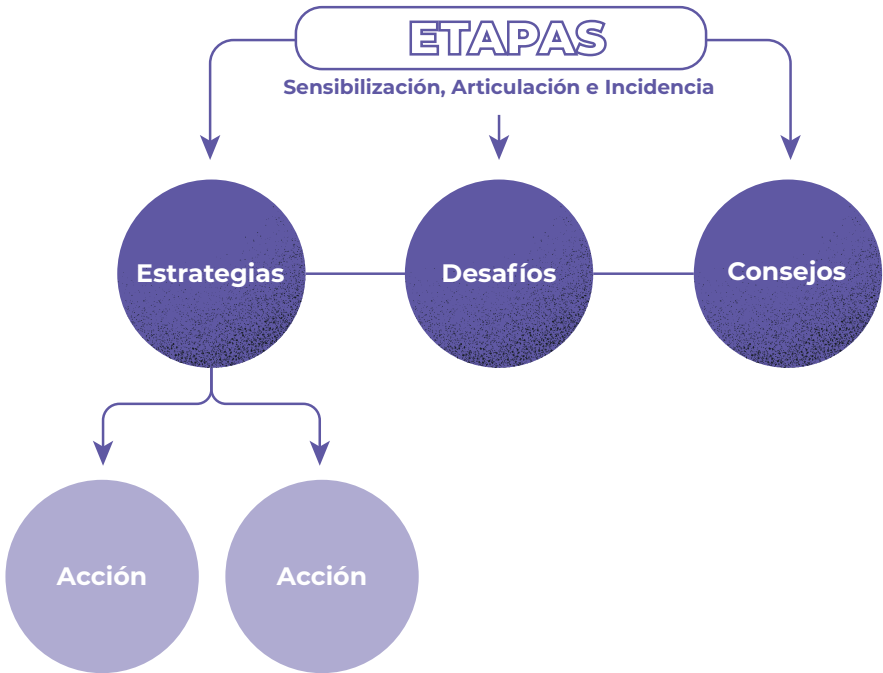 ETAPAS
Sensibilización, Articulación e Incidencia
Estrategias
Desafíos
Consejos
Acción
Acción